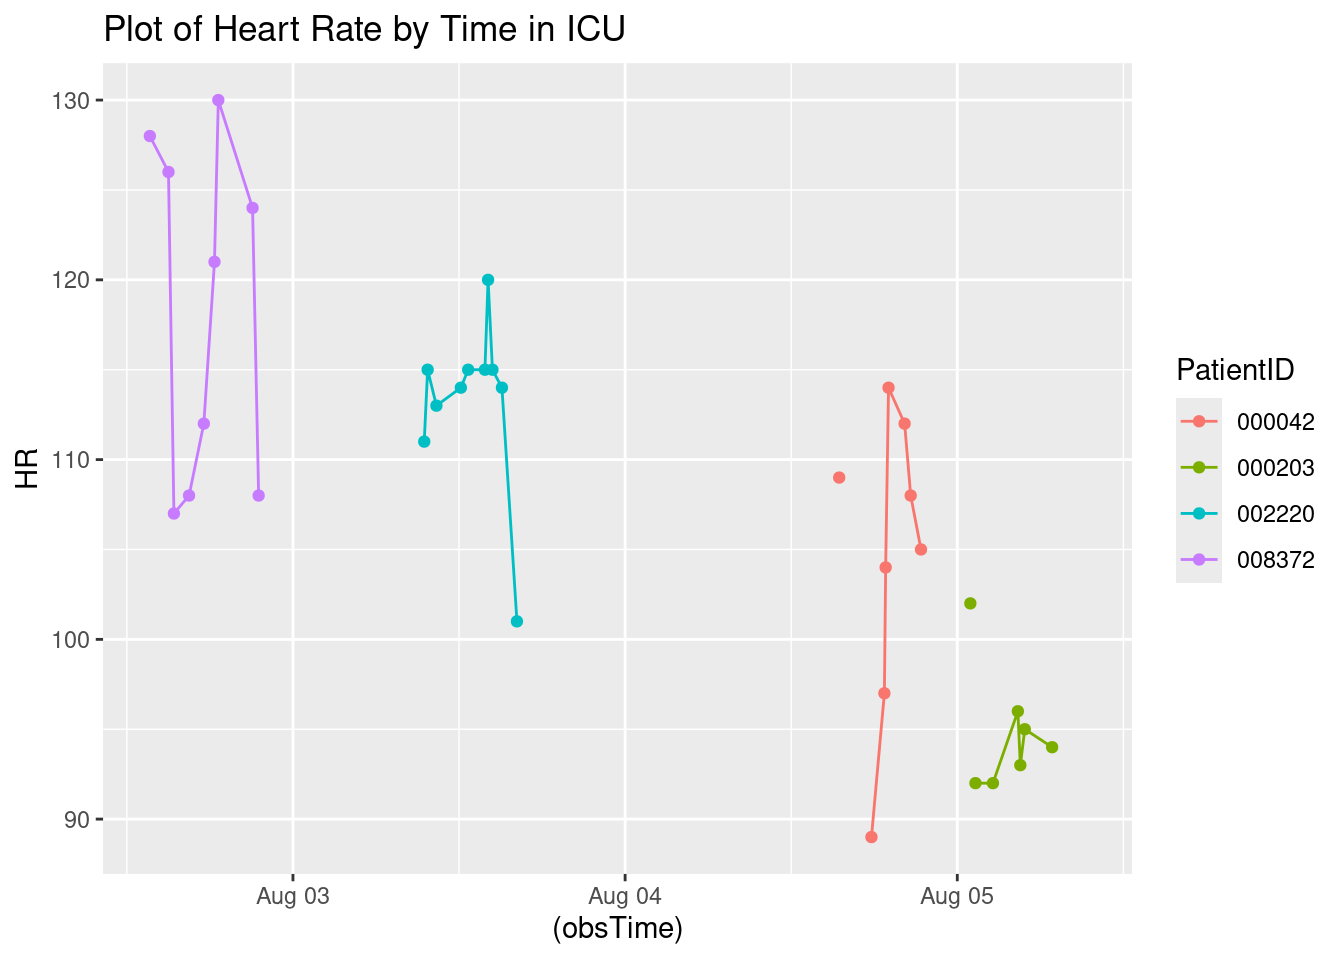 Plot of Heart Rate by Time in ICU
130
120
110
100
90
HR
Aug 03
Aug 04
Aug 05
(obsTime)
PatientID
000042
000203
002220
008372